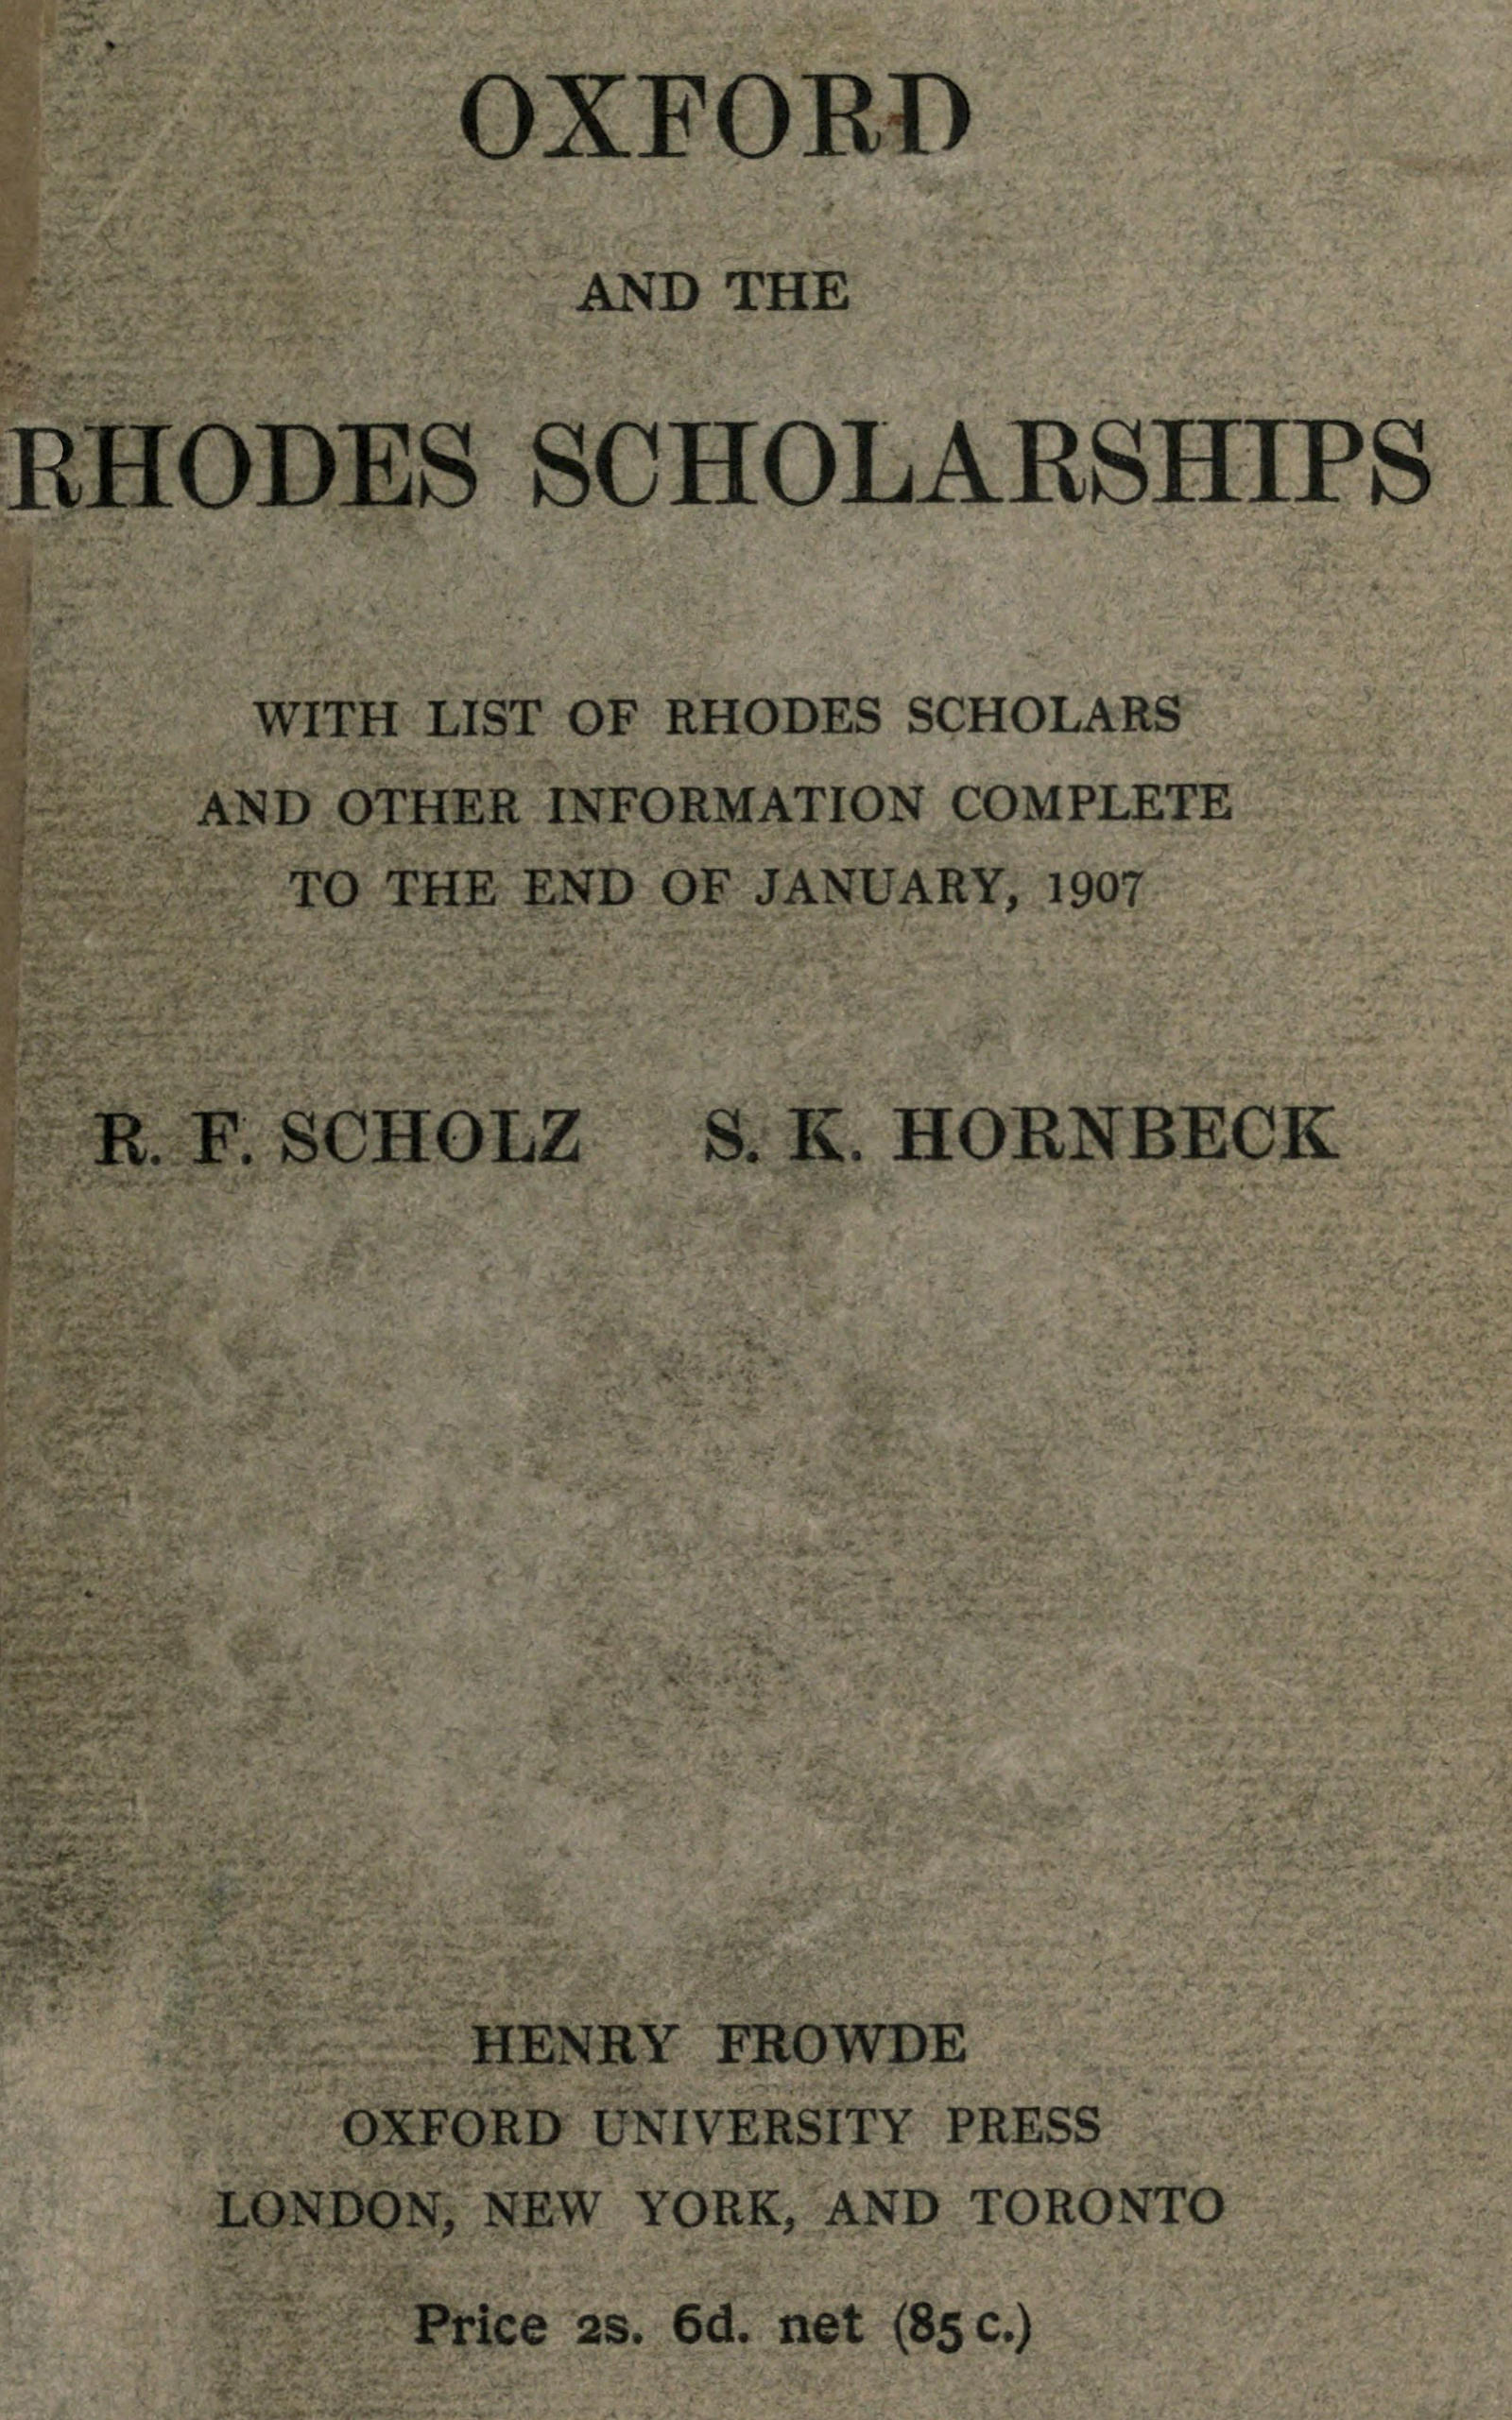 OXFORD
AND THE
RHODES SCHOLARSHIPS
WITH LIST OF RHODES SCHOLARS
AND OTHER INFORMATION COMPLETE
TO THE END OF JANUARY, 1907
R. F. SCHOLZ S. K. HORNBECK
HENRY FROWDE
OXFORD UNIVERSITY PRESS
LONDON, NEW YORK, AND TORONTO
Price 2s. 6d. net (85 c.)